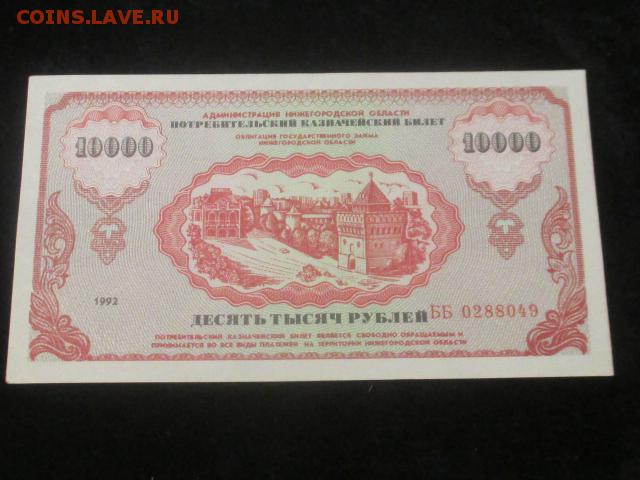 COINS.LAVE.RU
АДМИНИСТРАЦИЯ НИЖЕГОРОДСКОЙ ОБЛАСТИ
ПОТРЕБИТЕЛЬСКИЙ КАЗНАЧЕЙСКИЙ БИЛЕТ
10000
10000
ОБЛИГАЦИЯ ГОСУДАРСТВЕННОГО ЗАЙМА
НИЖЕГОРОДСКОЙ ОБЛАСТИ
1992
ДЕСЯТЬ ТЫСЯЧ РУБЛЕЙ
ББ 0288049
ПОТРЕБИТЕЛЬСКИЙ КАЗНАЧЕЙСКИЙ БИЛЕТ ЯВЛЯЕТСЯ СВОБОДНО ОБРАЩАЕМЫМ И
ПРИНИМАЕТСЯ ВО ВСЕ ВИДЫ ПЛАТЕЖЕЙ НА ТЕРРИТОРИИ НИЖЕГОРОДСКОЙ ОБЛАСТИ